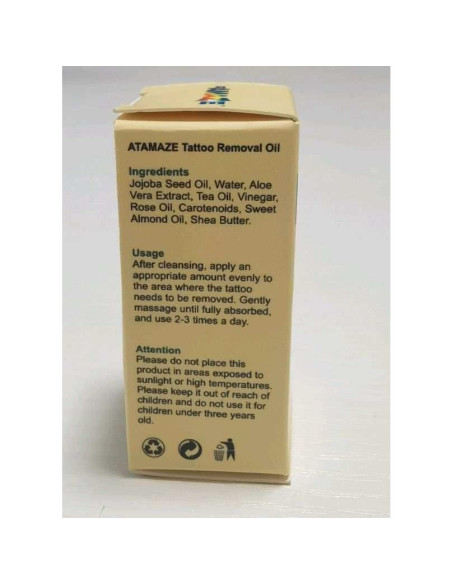 ATAMAZE Tattoo Removal Oil
Ingredients
Jojoba Seed Oil, Water, Aloe
Vera Extract, Tea Oil, Vinegar,
Rose Oil, Carotenoids, Sweet
Almond Oil, Shea Butter.
Usage
After cleansing, apply an
appropriate amount evenly to
the area where the tattoo
needs to be removed. Gently
massage until fully absorbed,
and use 2-3 times a day.
Attention
Please do not place this
product in areas exposed to
sunlight or high temperatures.
Please keep it out of reach of
children and do not use it for
children under three years
old.